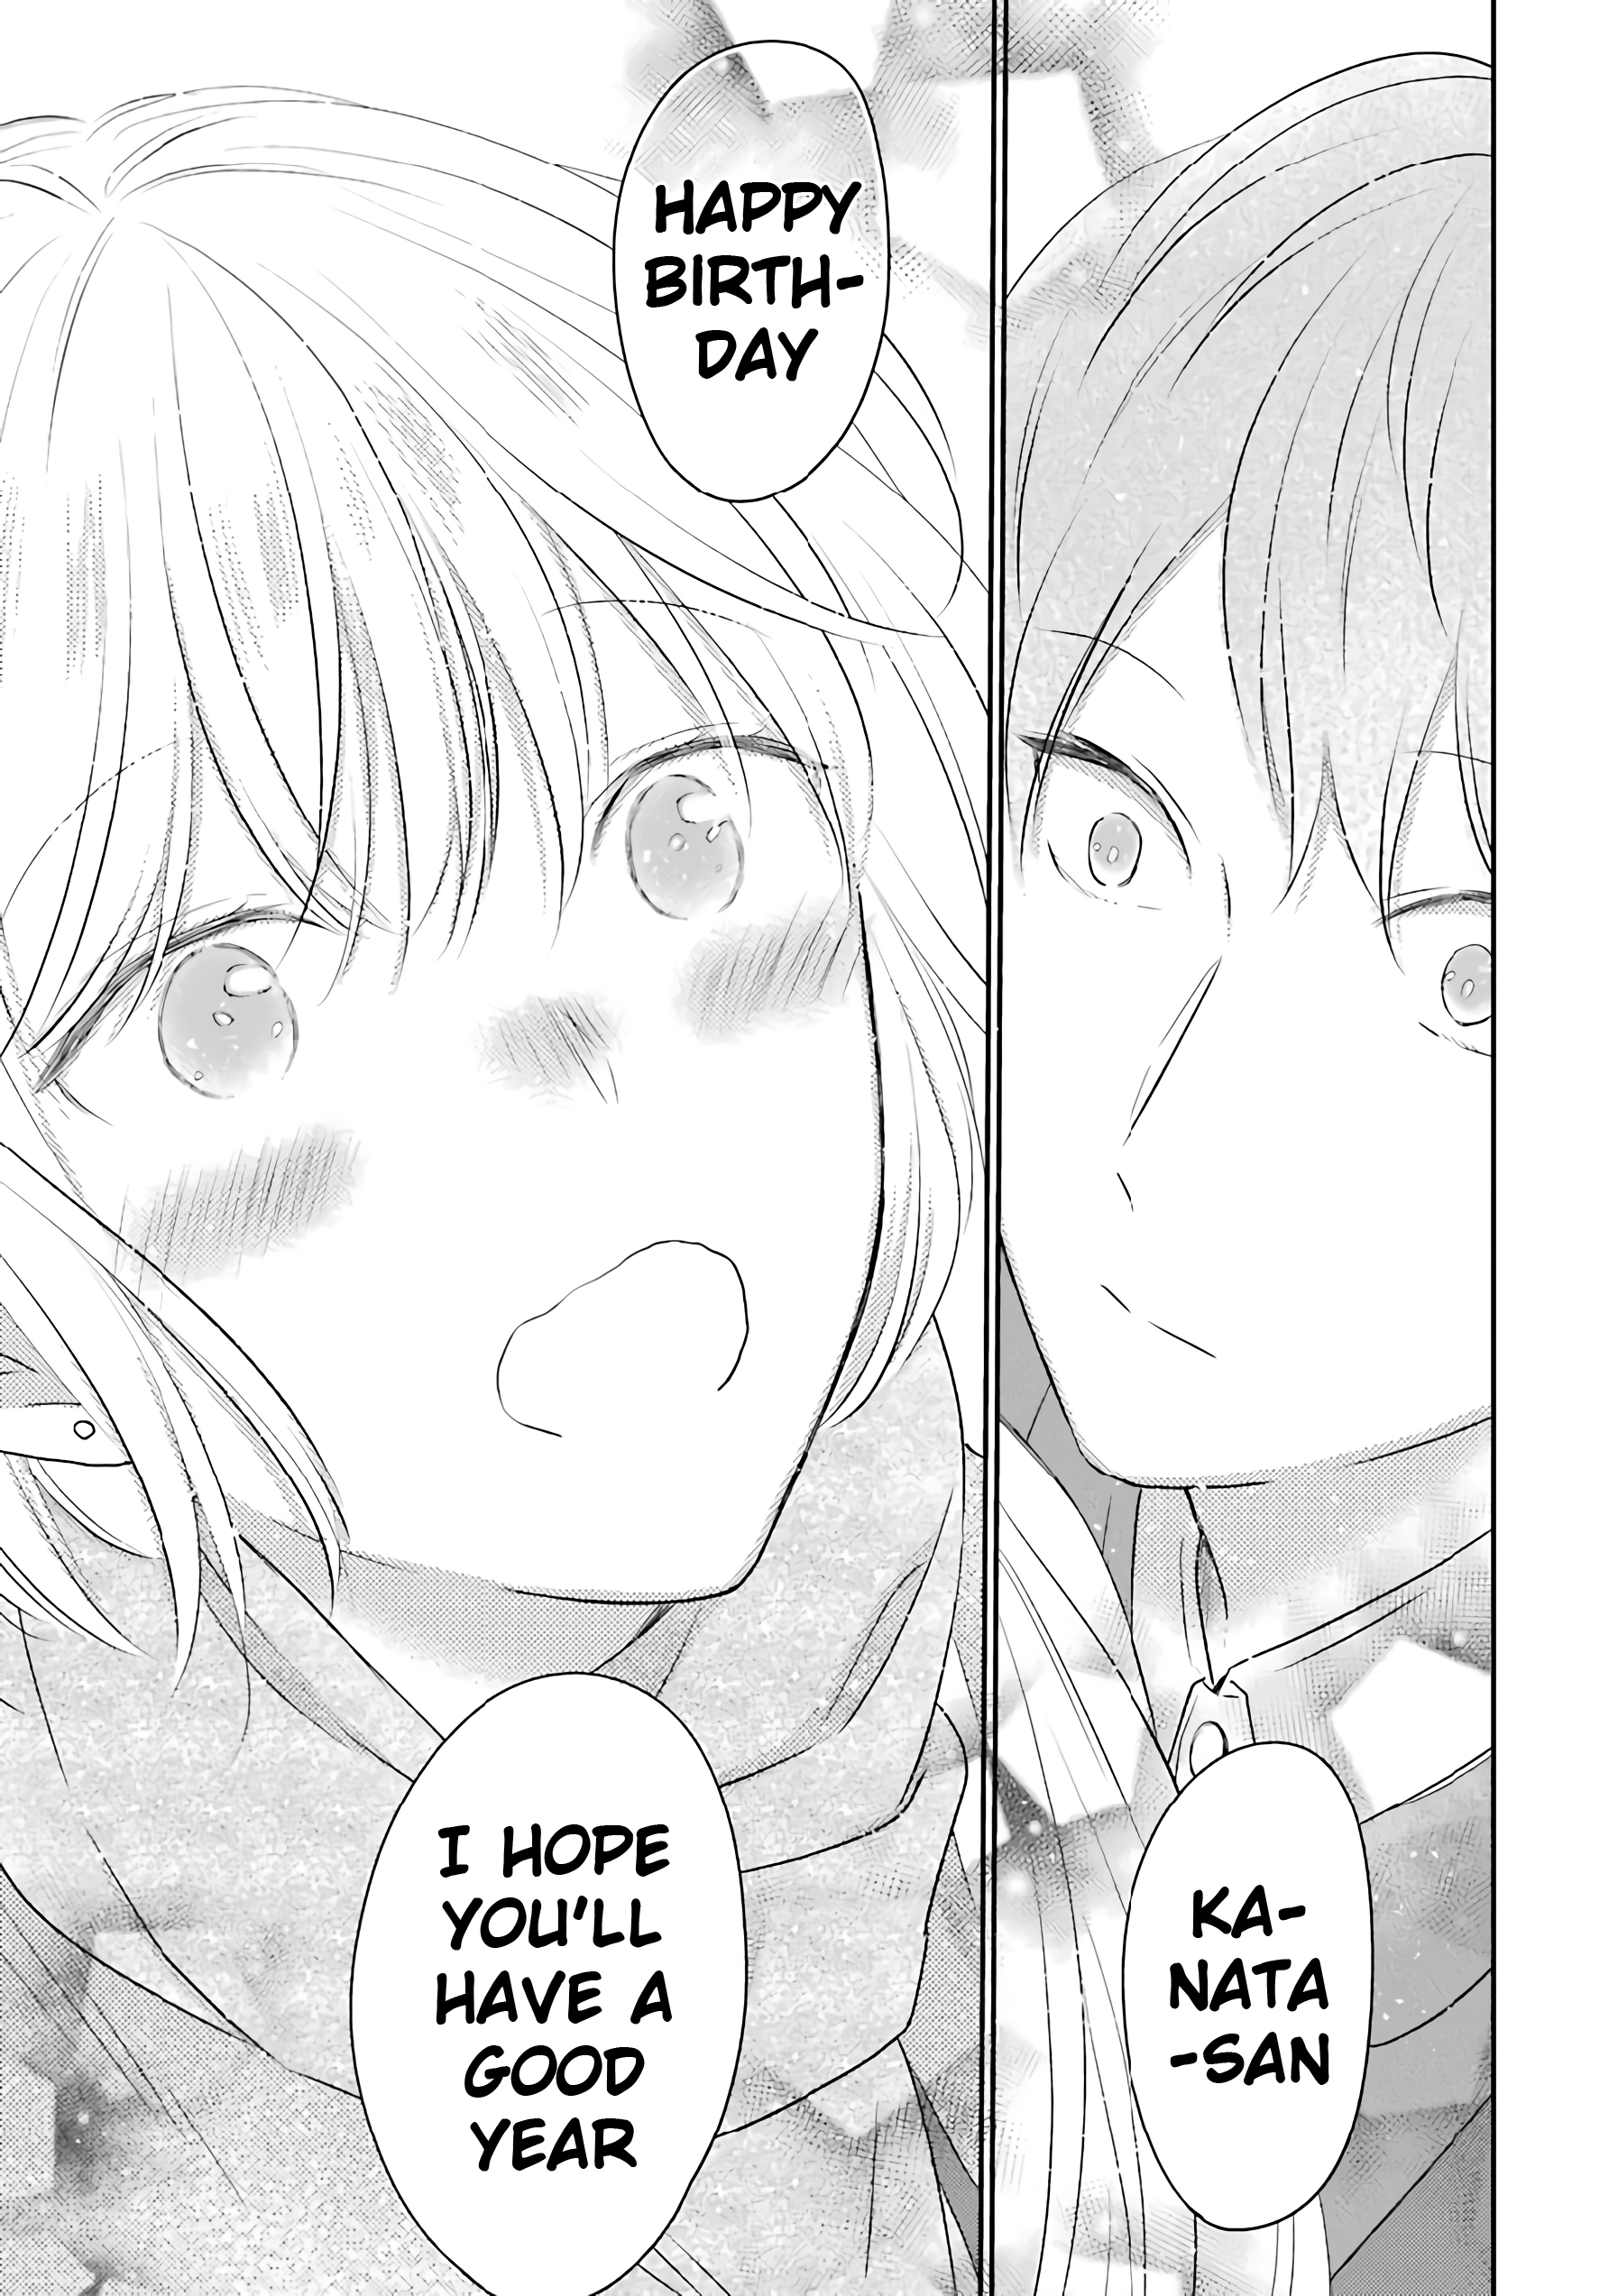 KA-
NATA
-SAN
HAPPY
BIRTH-
DAY
I HOPE
YOU'LL
HAVE A
GOOD
YEAR